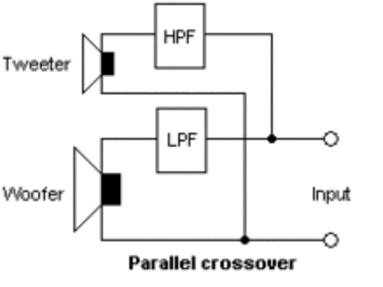 HPF
Tweeter
LPF
Woofer
Input
Parallel crossover